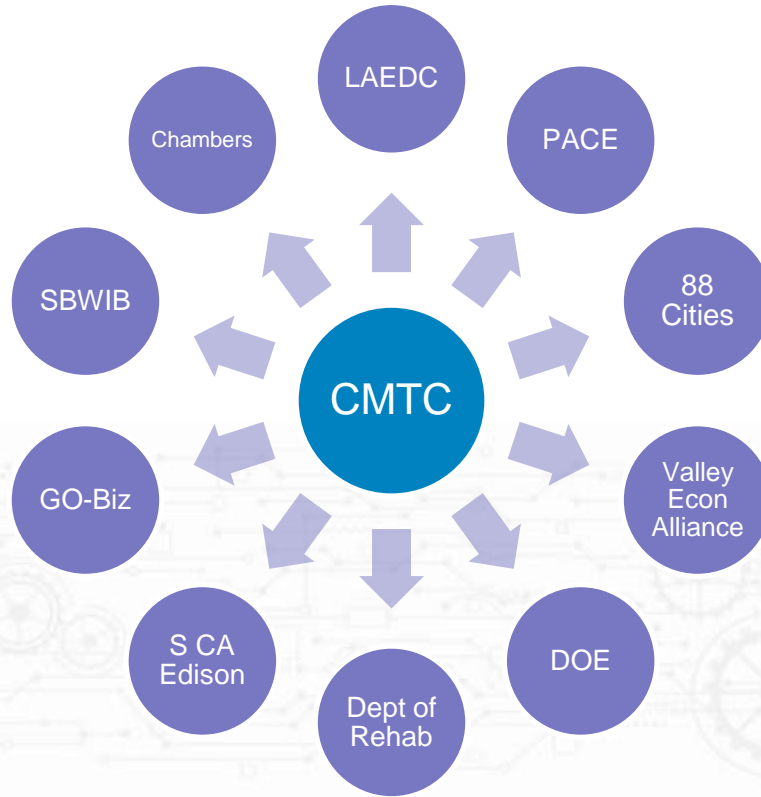 LAEDC
Chambers
PACE
SBWIB
88
Cities
CMTC
GO-Biz
Valley
Econ
Alliance
S CA
Edison
DOE
Dept of
Rehab